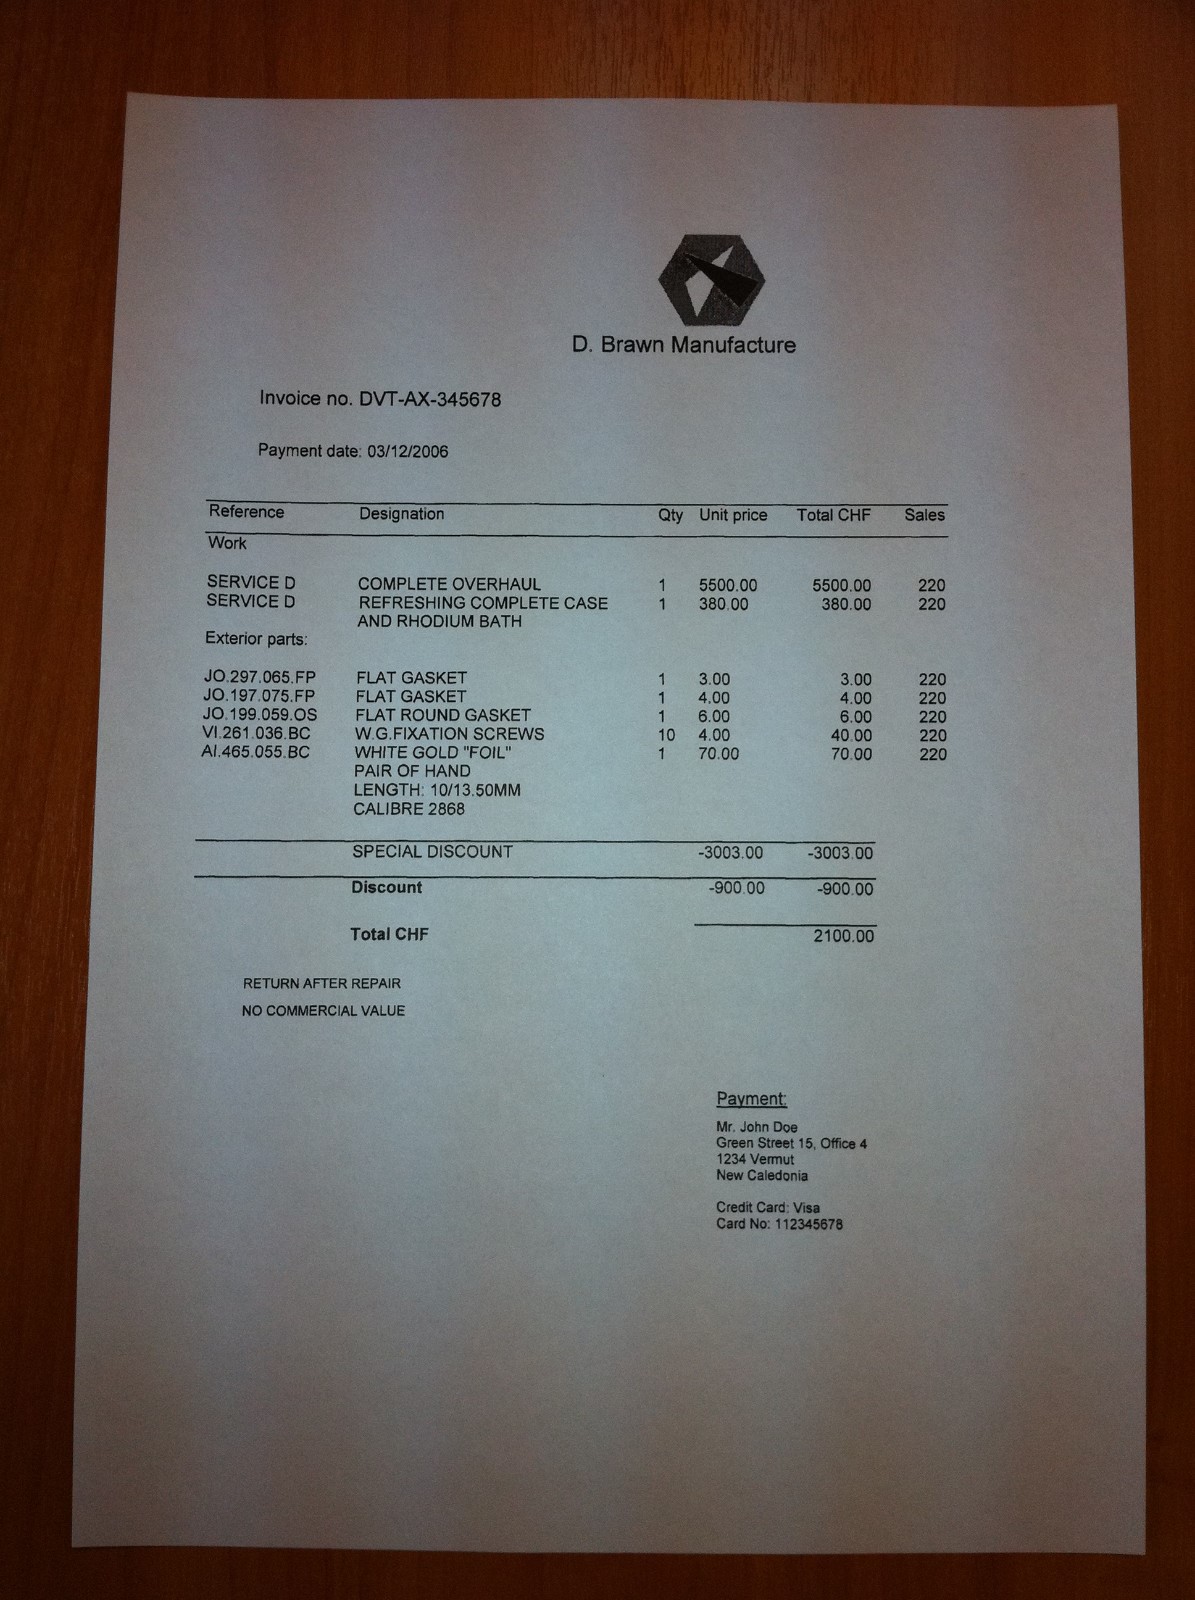 D. Brawn Manufacture
Invoice no. DVT-AX-345678
Payment date: 03/12/2006
Reference Designation Qty Unit price Total CHF Sales
Work
SERVICE D COMPLETE OVERHAUL 1 5500.00 5500.00 220
SERVICE D REFRESHING COMPLETE CASE 1 380.00 380.00 220
AND RHODIUM BATH
Exterior parts:
JO.297.065.FP FLAT GASKET 1 3.00 3.00 220
JO.197.075.FP FLAT GASKET 1 4.00 4.00 220
JO.199.059.OS FLAT ROUND GASKET 1 6.00 6.00 220
VI.261.036.BC W.G.FIXATION SCREWS 10 4.00 40.00 220
AI.465.055.BC WHITE GOLD "FOIL" 1 70.00 70.00 220
PAIR OF HAND
LENGTH: 10/13.50MM
CALIBRE 2868
SPECIAL DISCOUNT -3003.00 -3003.00
Discount -900.00 -900.00
Total CHF 2100.00
RETURN AFTER REPAIR
NO COMMERCIAL VALUE
Payment:
Mr. John Doe
Green Street 15, Office 4
1234 Vermut
New Caledonia
Credit Card: Visa
Card No: 112345678